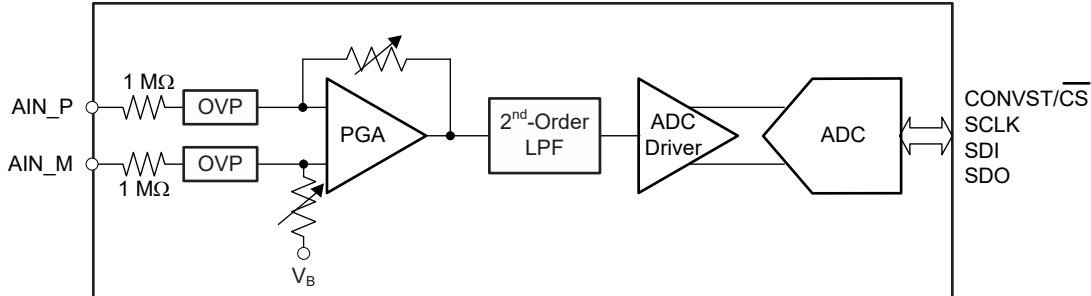 1 MΩ
AIN_P
OVP
PGA
2nd-Order
LPF
ADC
Driver
ADC
CONVST/CS
SCLK
SDI
SDO
AIN_M
OVP
1 MΩ
VB